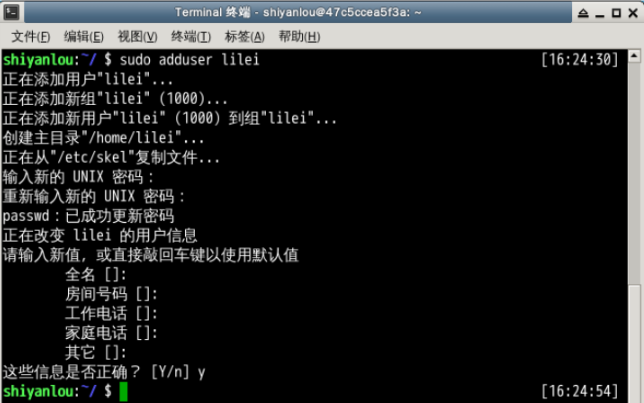 Terminal 终端 - shiyanlou@47c5ccea5f3a: ~
文件(F) 编辑(E) 视图(V) 终端(T) 标签(A) 帮助(H)
shiyanlou:~/ $ sudo adduser lilei [16:24:30]
正在添加用户"lilei"...
正在添加新组"lilei" (1000)...
正在添加新用户"lilei" (1000) 到组"lilei"...
创建主目录"/home/lilei"...
正在从"/etc/skel"复制文件...
输入新的 UNIX 密码：
重新输入新的 UNIX 密码：
passwd：已成功更新密码
正在改变 lilei 的用户信息
请输入新值，或直接敲回车键以使用默认值
全名 []:
房间号码 []:
工作电话 []:
家庭电话 []:
其它 []:
这些信息是否正确？ [Y/n] y
shiyanlou:~/ $ [16:24:54]